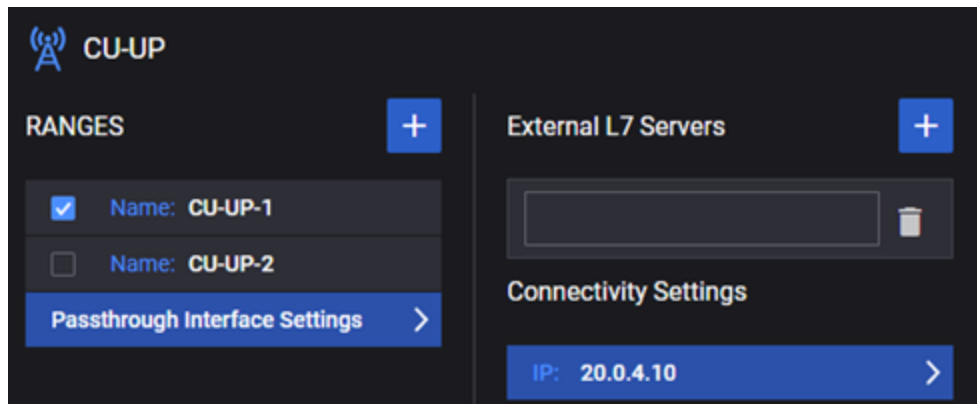 CU-UP
RANGES
Name: CU-UP-1
Name: CU-UP-2
Passthrough Interface Settings
External L7 Servers
Connectivity Settings
IP: 20.0.4.10